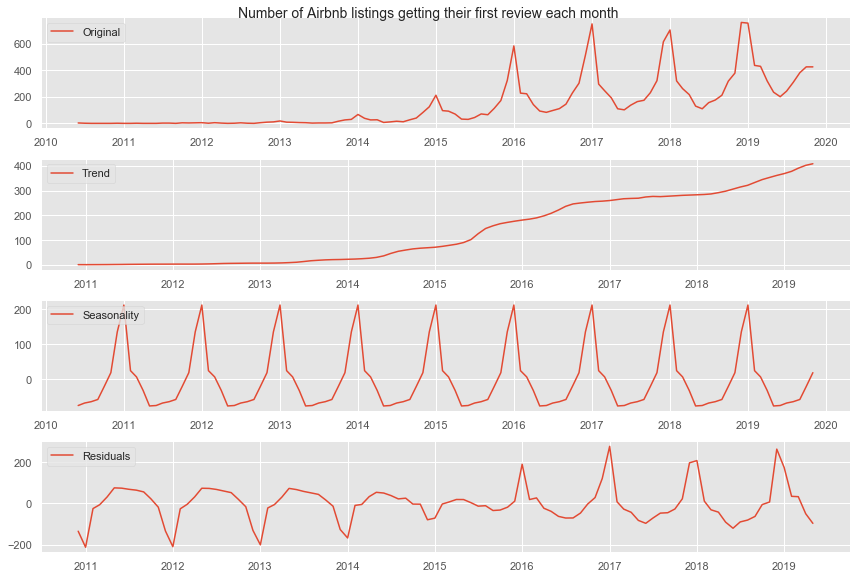 Number of Airbnb listings getting their first review each month
Original
600
400
200
0
2010 2011 2012 2013 2014 2015 2016 2017 2018 2019 2020
Trend
400
300
200
100
0
2011 2012 2013 2014 2015 2016 2017 2018 2019
Seasonality
200
100
0
2010 2011 2012 2013 2014 2015 2016 2017 2018 2019 2020
Residuals
200
0
−200
2011 2012 2013 2014 2015 2016 2017 2018 2019